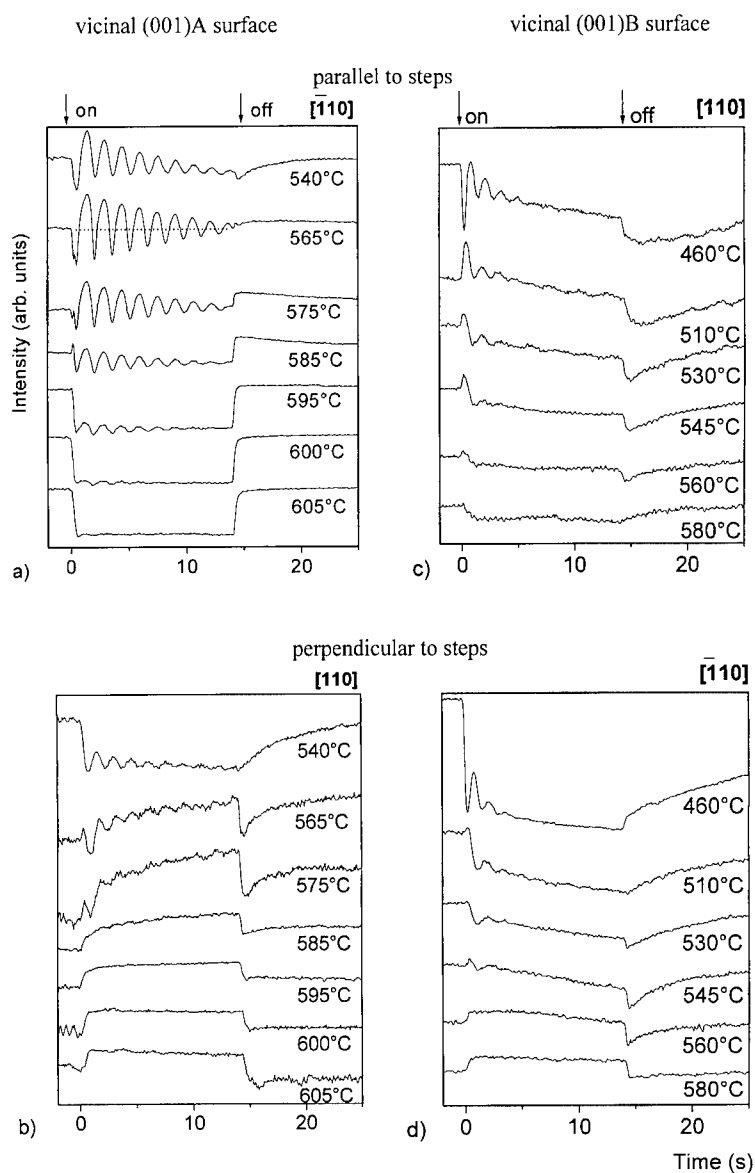 vicinal (001)A surface
vicinal (001)B surface
parallel to steps
on
off
[1̅10]
540°C
565°C
575°C
585°C
595°C
600°C
605°C
a)
0
10
20
on
off
[110]
460°C
510°C
530°C
545°C
560°C
580°C
c)
0
10
20
Intensity (arb. units)
perpendicular to steps
[110]
540°C
565°C
575°C
585°C
595°C
600°C
605°C
b)
0
10
20
[1̅10]
460°C
510°C
530°C
545°C
560°C
580°C
d)
0
10
20
Time (s)